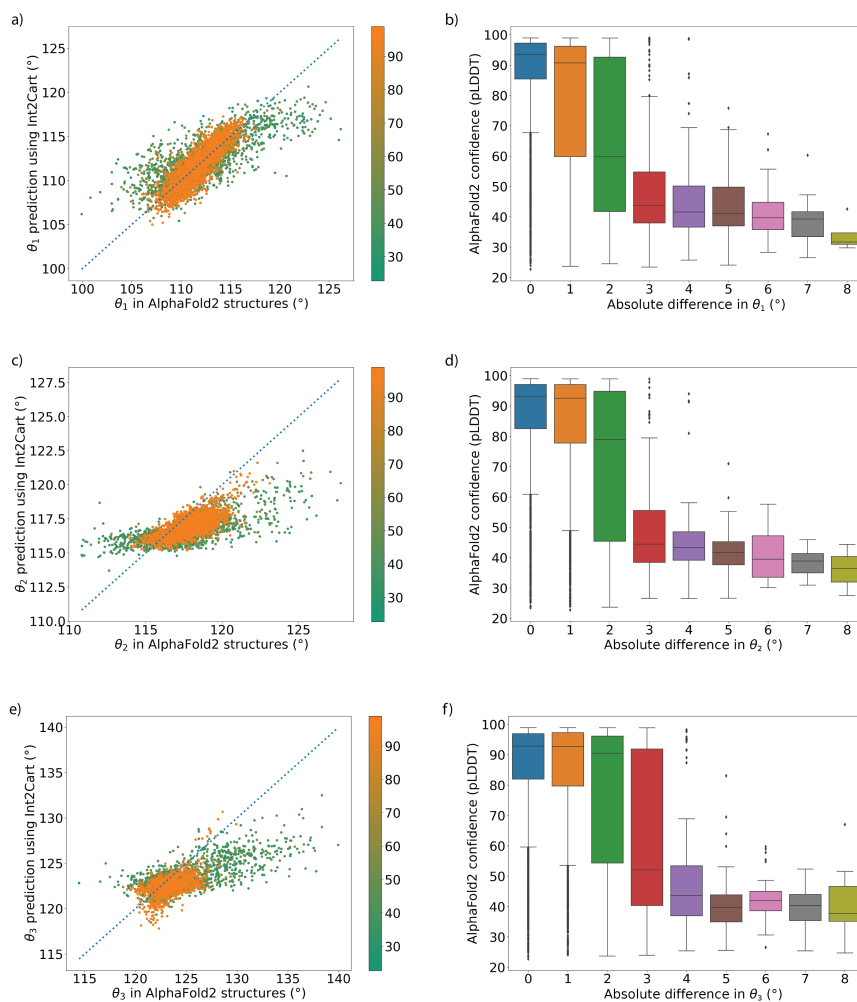 a)
125
120
115
110
105
100
θ1 prediction using Int2Cart (°)
100 105 110 115 120 125
θ1 in AlphaFold2 structures (°)
90
80
70
60
50
40
30
b)
100
90
80
70
60
50
40
30
20
AlphaFold2 confidence (pLDDT)
0 1 2 3 4 5 6 7 8
Absolute difference in θ1 (°)
c)
127.5
125.0
122.5
120.0
117.5
115.0
112.5
110.0
θ2 prediction using Int2Cart (°)
110 115 120 125
θ2 in AlphaFold2 structures (°)
90
80
70
60
50
40
30
d)
100
90
80
70
60
50
40
30
20
AlphaFold2 confidence (pLDDT)
0 1 2 3 4 5 6 7 8
Absolute difference in θ2 (°)
e)
140
135
130
125
120
115
θ3 prediction using Int2Cart (°)
115 120 125 130 135 140
θ3 in AlphaFold2 structures (°)
90
80
70
60
50
40
30
f)
100
90
80
70
60
50
40
30
20
AlphaFold2 confidence (pLDDT)
0 1 2 3 4 5 6 7 8
Absolute difference in θ3 (°)